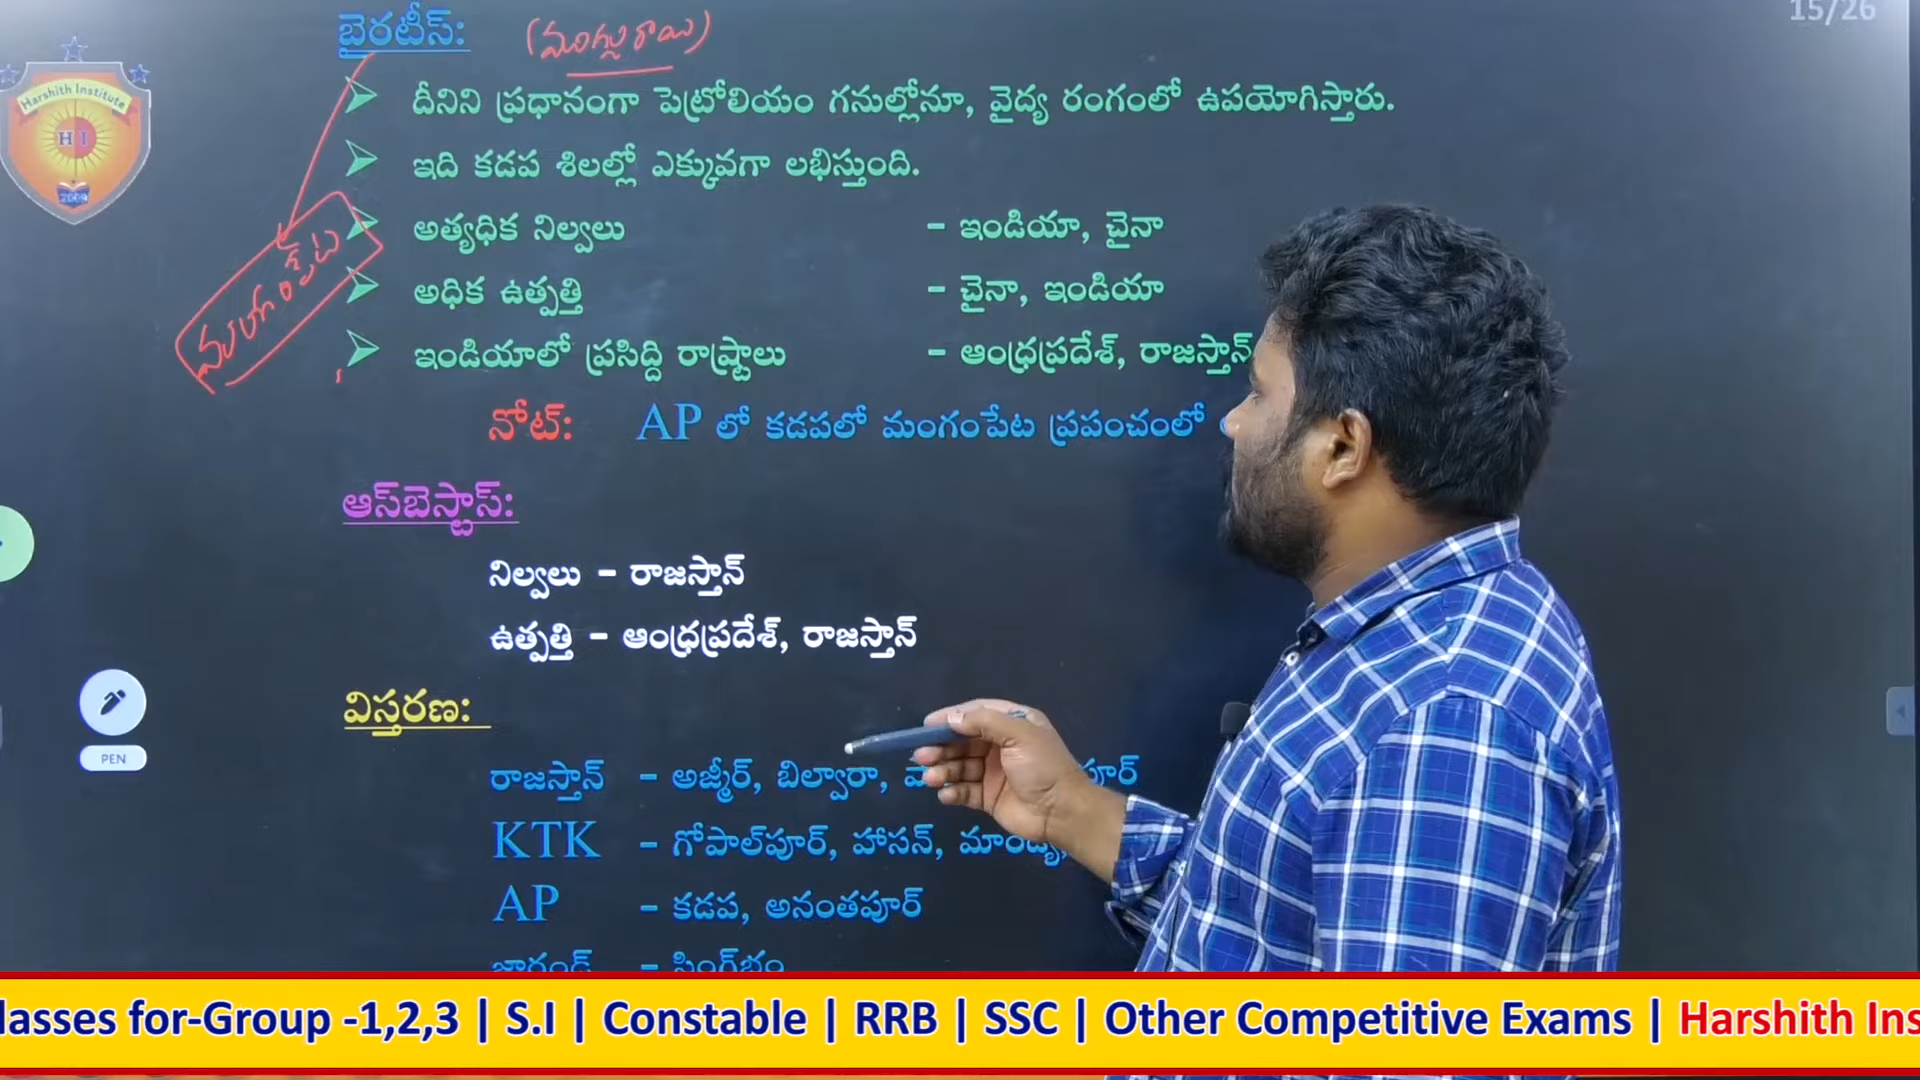 15/26
బైరటీస్:
(ముగ్గురాయి)
Harshith Institute
H I
2009
దీనిని ప్రధానంగా పెట్రోలియం గనుల్లోనూ, వైద్య రంగంలో ఉపయోగిస్తారు.
ఇది కడప శిలల్లో ఎక్కువగా లభిస్తుంది.
అత్యధిక నిల్వలు – ఇండియా, చైనా
అధిక ఉత్పత్తి – చైనా, ఇండియా
ఇండియాలో ప్రసిద్ది రాష్ట్రాలు – ఆంధ్రప్రదేశ్, రాజస్తాన్
నోట్: AP లో కడపలో మంగంపేట ప్రపంచంలో
ఆస్‌బెస్టాస్:
నిల్వలు – రాజస్తాన్
ఉత్పత్తి – ఆంధ్రప్రదేశ్, రాజస్తాన్
విస్తరణ:
PEN
రాజస్తాన్ – అజ్మీర్, బిల్వారా,
KTK – గోపాల్‌పూర్, హాసన్, మాండ్య,
AP – కడప, అనంతపూర్
జార్ఖండ్ – సింగ్‌భం
lasses for-Group -1,2,3 | S.I | Constable | RRB | SSC | Other Competitive Exams | Harshith Ins